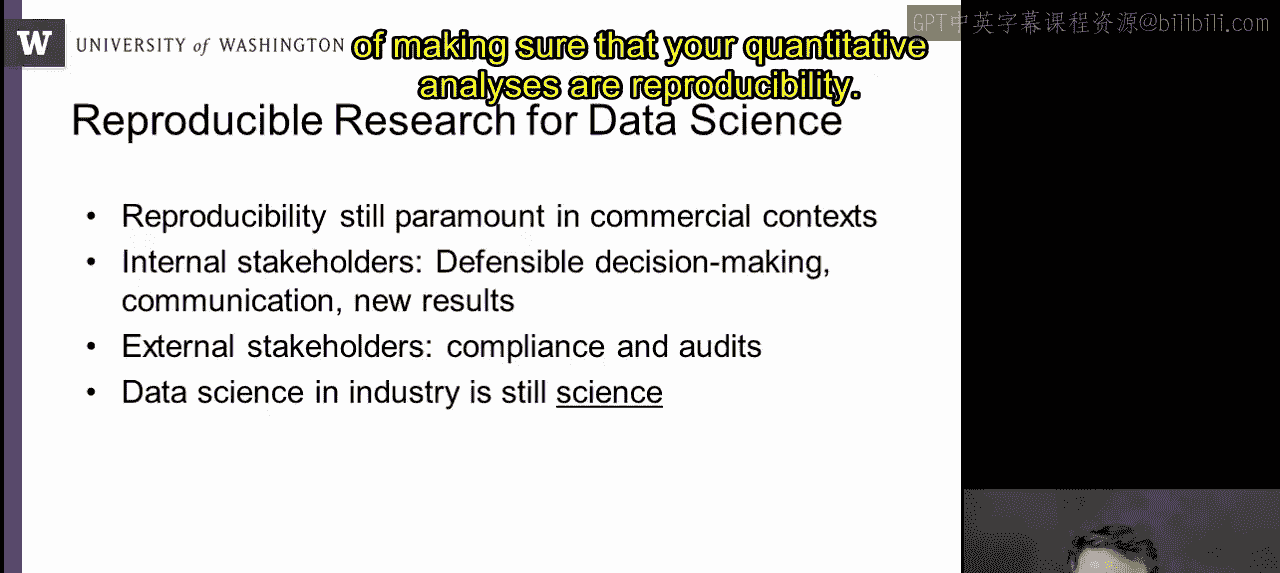 GPT中英字幕课程资源@bilibili.com
W UNIVERSITY of WASHINGTON
of making sure that your quantitative
analyses are reproducibility.
Reproducible Research for Data Science
• Reproducibility still paramount in commercial contexts
• Internal stakeholders: Defensible decision-making,
communication, new results
• External stakeholders: compliance and audits
• Data science in industry is still science